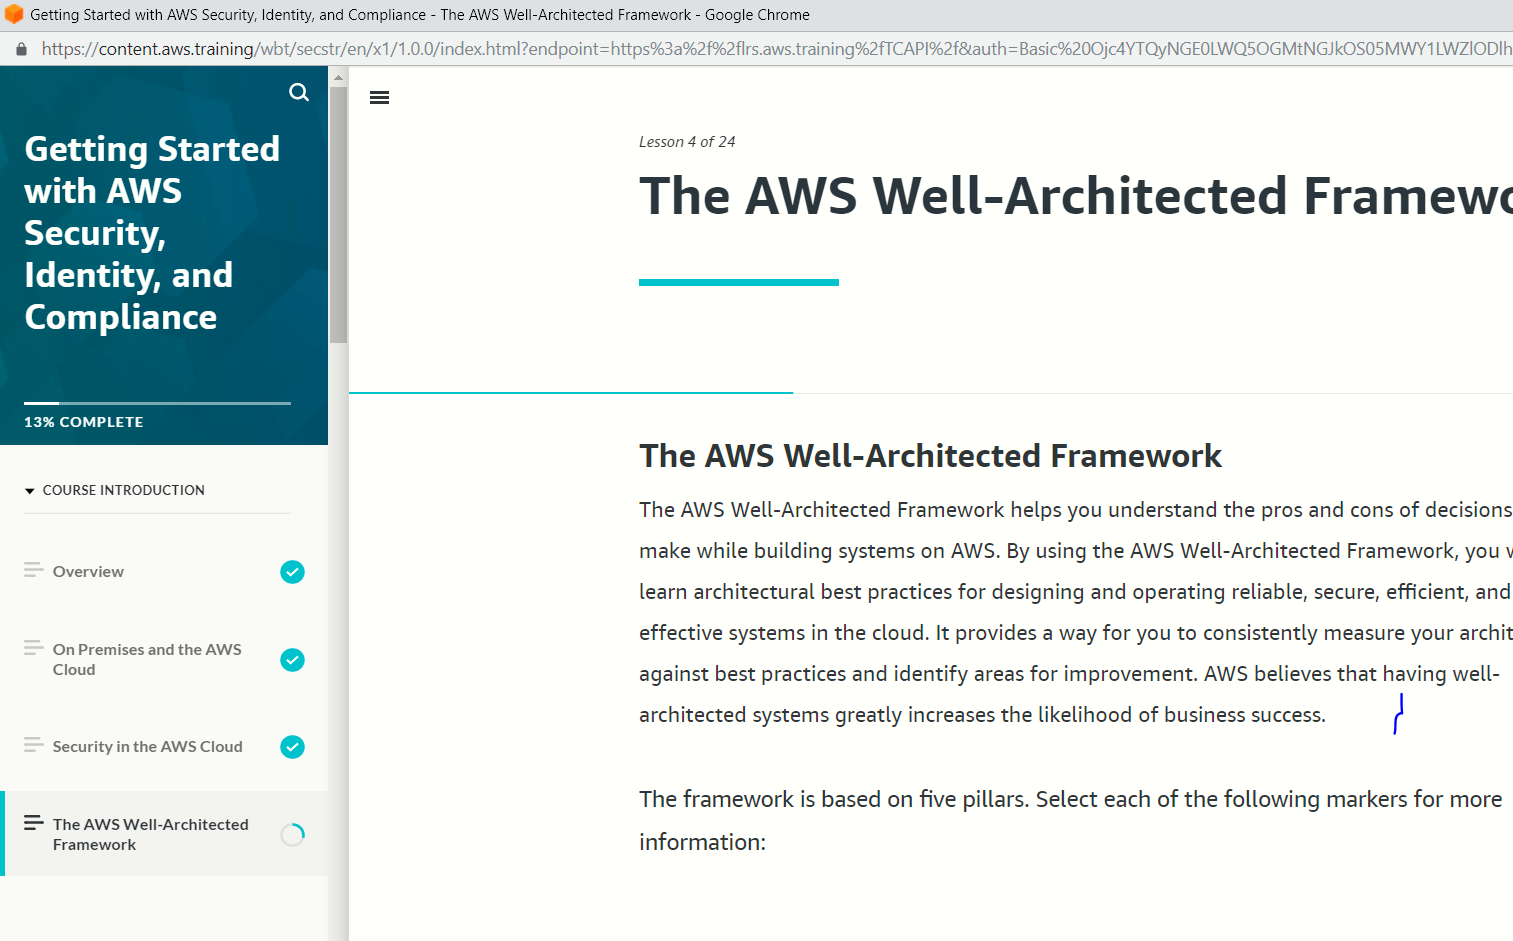 Getting Started with AWS Security, Identity, and Compliance - The AWS Well-Architected Framework - Google Chrome
https://content.aws.training/wbt/secstr/en/x1/1.0.0/index.html?endpoint=https%3a%2f%2flrs.aws.training%2fTCAPI%2f&auth=Basic%20Ojc4YTQyNGE0LWQ5OGMtNGJkOS05MWY1LWZlODlh
Getting Started
with AWS
Security,
Identity, and
Compliance
13% COMPLETE
COURSE INTRODUCTION
Overview
On Premises and the AWS
Cloud
Security in the AWS Cloud
The AWS Well-Architected
Framework
Lesson 4 of 24
The AWS Well-Architected Framewo
The AWS Well-Architected Framework
The AWS Well-Architected Framework helps you understand the pros and cons of decisions
make while building systems on AWS. By using the AWS Well-Architected Framework, you
learn architectural best practices for designing and operating reliable, secure, efficient, and
effective systems in the cloud. It provides a way for you to consistently measure your archit
against best practices and identify areas for improvement. AWS believes that having well-
architected systems greatly increases the likelihood of business success.
The framework is based on five pillars. Select each of the following markers for more
information: